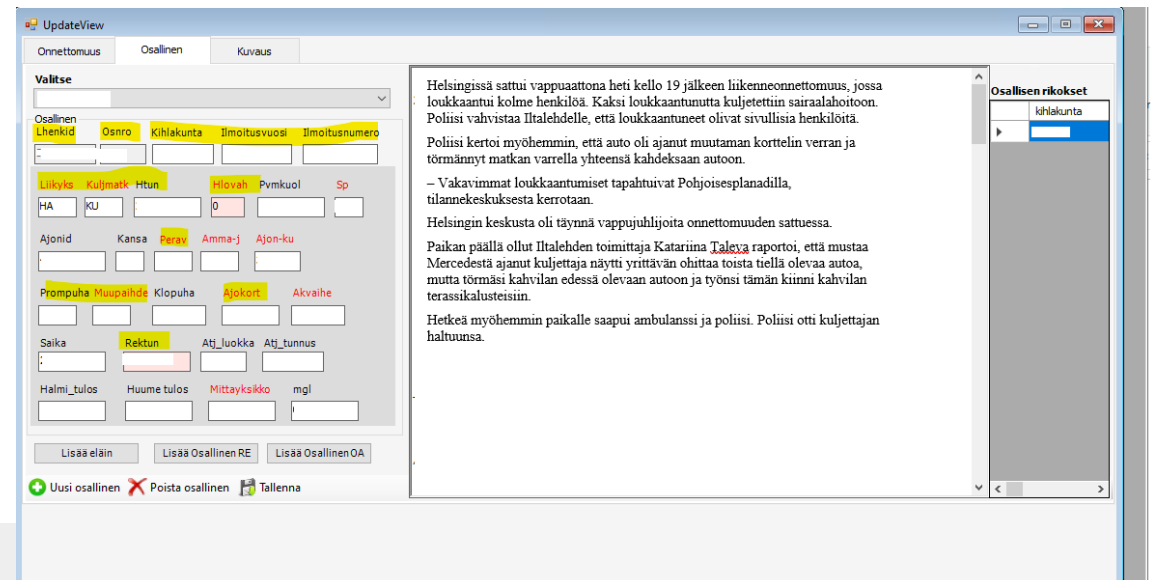 UpdateView
Onnettomuus Osallinen Kuvaus
Valitse
Osallinen
Lhenkid Osnro Kihlakunta Ilmoitusvuosi Ilmoitusnumero
Liikyks Kuljmatk Htun Hlovah Pvmkuol Sp
HA KU 0
Ajonid Kansa Perav Amma-j Ajon-ku
Prompuha Muupaihde Klopuha Ajokort Akvaihe
Saika Rektun Atj_luokka Atj_tunnus
Halmi_tulos Huume tulos Mittayksikko mgl
Lisää eläin Lisää Osallinen RE Lisää Osallinen OA
Uusi osallinen Poista osallinen Tallenna
Helsingissä sattui vappuaattona heti kello 19 jälkeen liikenneonnettomuus, jossa
loukkaantui kolme henkilöä. Kaksi loukkaantunutta kuljetettiin sairaalahoitoon.
Poliisi vahvistaa Iltalehdelle, että loukkaantuneet olivat sivullisia henkilöitä.
Poliisi kertoi myöhemmin, että auto oli ajanut muutaman korttelin verran ja
törmännyt matkan varrella yhteensä kahdeksaan autoon.
– Vakavimmat loukkaantumiset tapahtuivat Pohjoisesplanadilla,
tilannekeskuksesta kerrotaan.
Helsingin keskusta oli täynnä vappujuhlijoita onnettomuuden sattuessa.
Paikan päällä ollut Iltalehden toimittaja Katariina Taleva raportoi, että mustaa
Mercedestä ajanut kuljettaja näytti yrittävän ohittaa toista tiellä olevaa autoa,
mutta törmäsi kahvilan edessä olevaan autoon ja työnsi tämän kiinni kahvilan
terassikalusteisiin.
Hetkeä myöhemmin paikalle saapui ambulanssi ja poliisi. Poliisi otti kuljettajan
haltuunsa.
Osallisen rikokset
kihlakunta